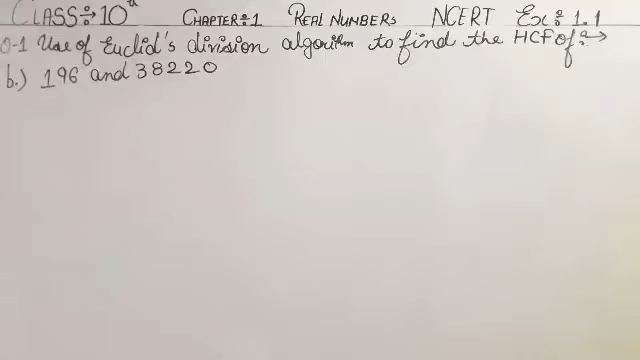 CLASS÷10th CHAPTER÷1 REAL NUMBERS NCERT Ex÷1.1
Q-1 Use of Euclid's division algorithm to find the HCF of?→
b.) 196 and 38220